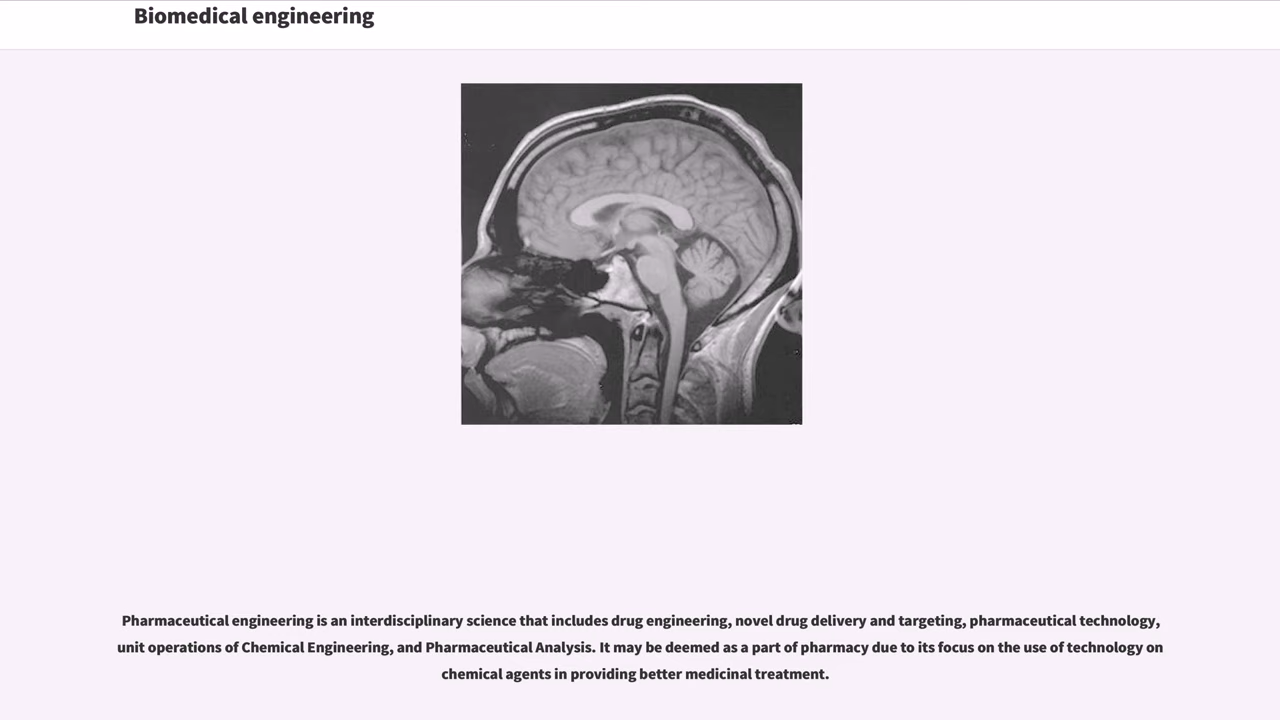 Biomedical engineering
Pharmaceutical engineering is an interdisciplinary science that includes drug engineering, novel drug delivery and targeting, pharmaceutical technology,
unit operations of Chemical Engineering, and Pharmaceutical Analysis. It may be deemed as a part of pharmacy due to its focus on the use of technology on
chemical agents in providing better medicinal treatment.